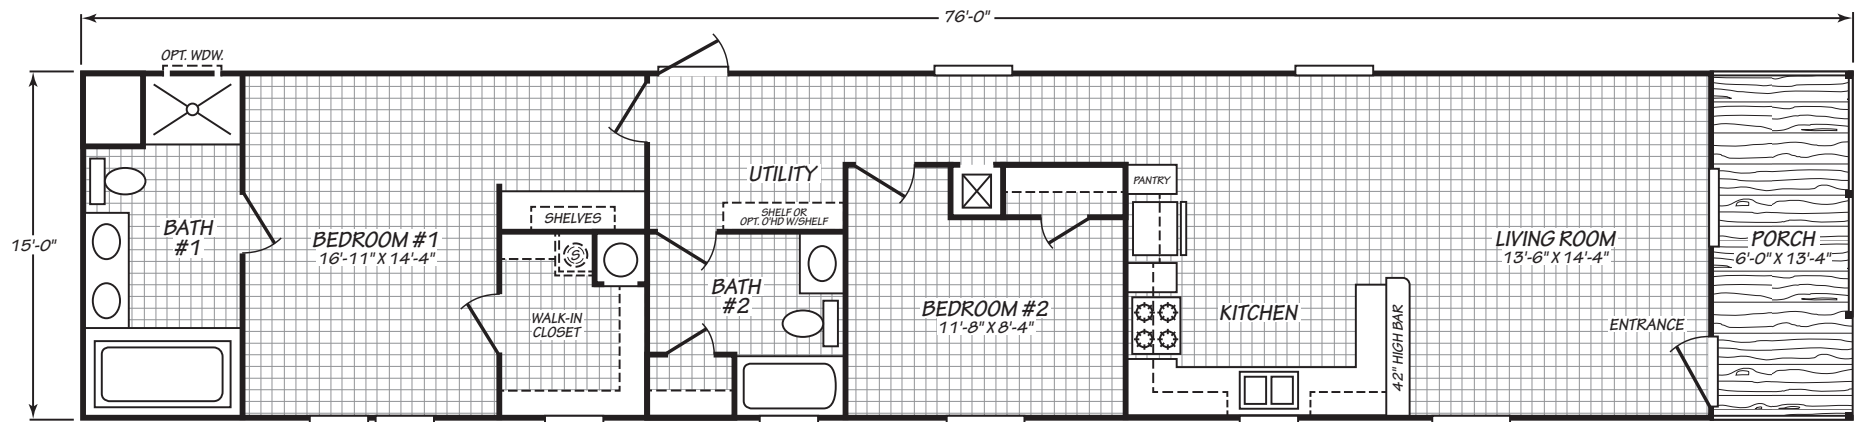 76'-0"
OPT. WDW.
15'-0"
BATH
#1
BEDROOM #1
16'-11" X 14'-4"
SHELVES
S
WALK-IN
CLOSET
UTILITY
SHELF OR
OPT. O'HD W/SHELF
BATH
#2
BEDROOM #2
11'-8" X 8'-4"
PANTRY
KITCHEN
42" HIGH BAR
LIVING ROOM
13'-6" X 14'-4"
ENTRANCE
PORCH
6'-0" X 13'-4"